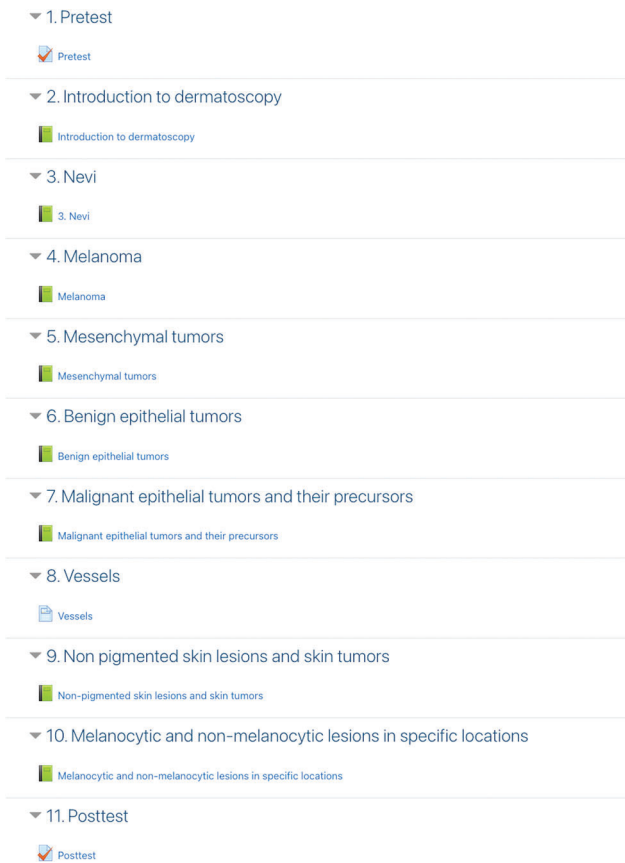 1. Pretest
Pretest
2. Introduction to dermatoscopy
Introduction to dermatoscopy
3. Nevi
3. Nevi
4. Melanoma
Melanoma
5. Mesenchymal tumors
Mesenchymal tumors
6. Benign epithelial tumors
Benign epithelial tumors
7. Malignant epithelial tumors and their precursors
Malignant epithelial tumors and their precursors
8. Vessels
Vessels
9. Non pigmented skin lesions and skin tumors
Non-pigmented skin lesions and skin tumors
10. Melanocytic and non-melanocytic lesions in specific locations
Melanocytic and non-melanocytic lesions in specific locations
11. Posttest
Posttest